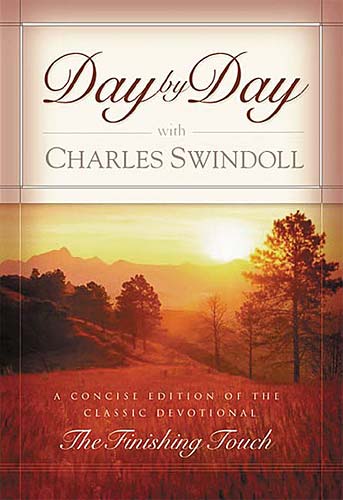 Day by Day
with
CHARLES SWINDOLL
A CONCISE EDITION OF THE
CLASSIC DEVOTIONAL
The Finishing Touch